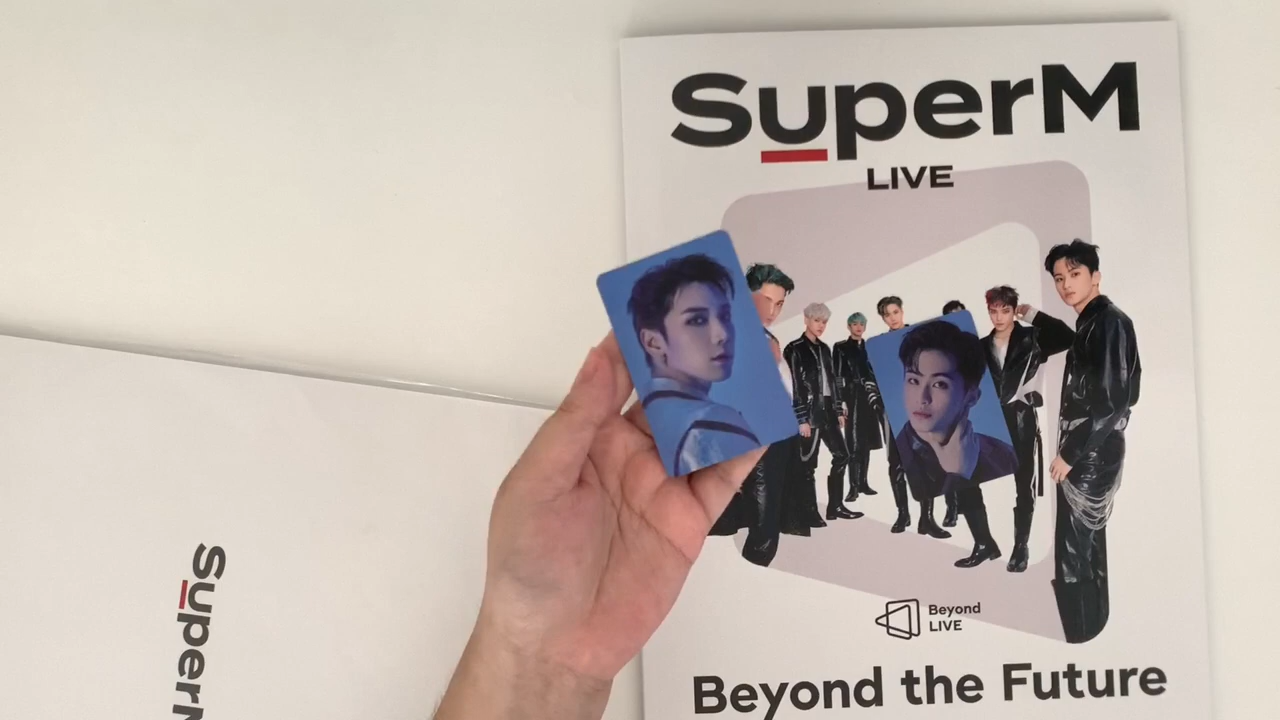 SuperM
LIVE
Beyond
LIVE
Beyond the Future
SuperM